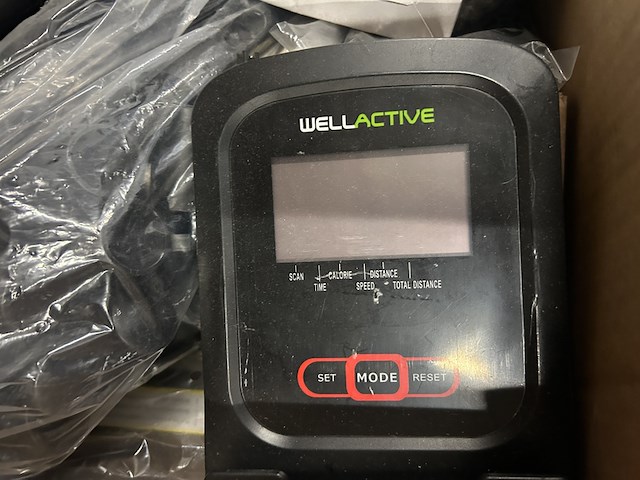 WELLACTIVE
SCAN CALORIE DISTANCE
TIME SPEED TOTAL DISTANCE
SET MODE RESET